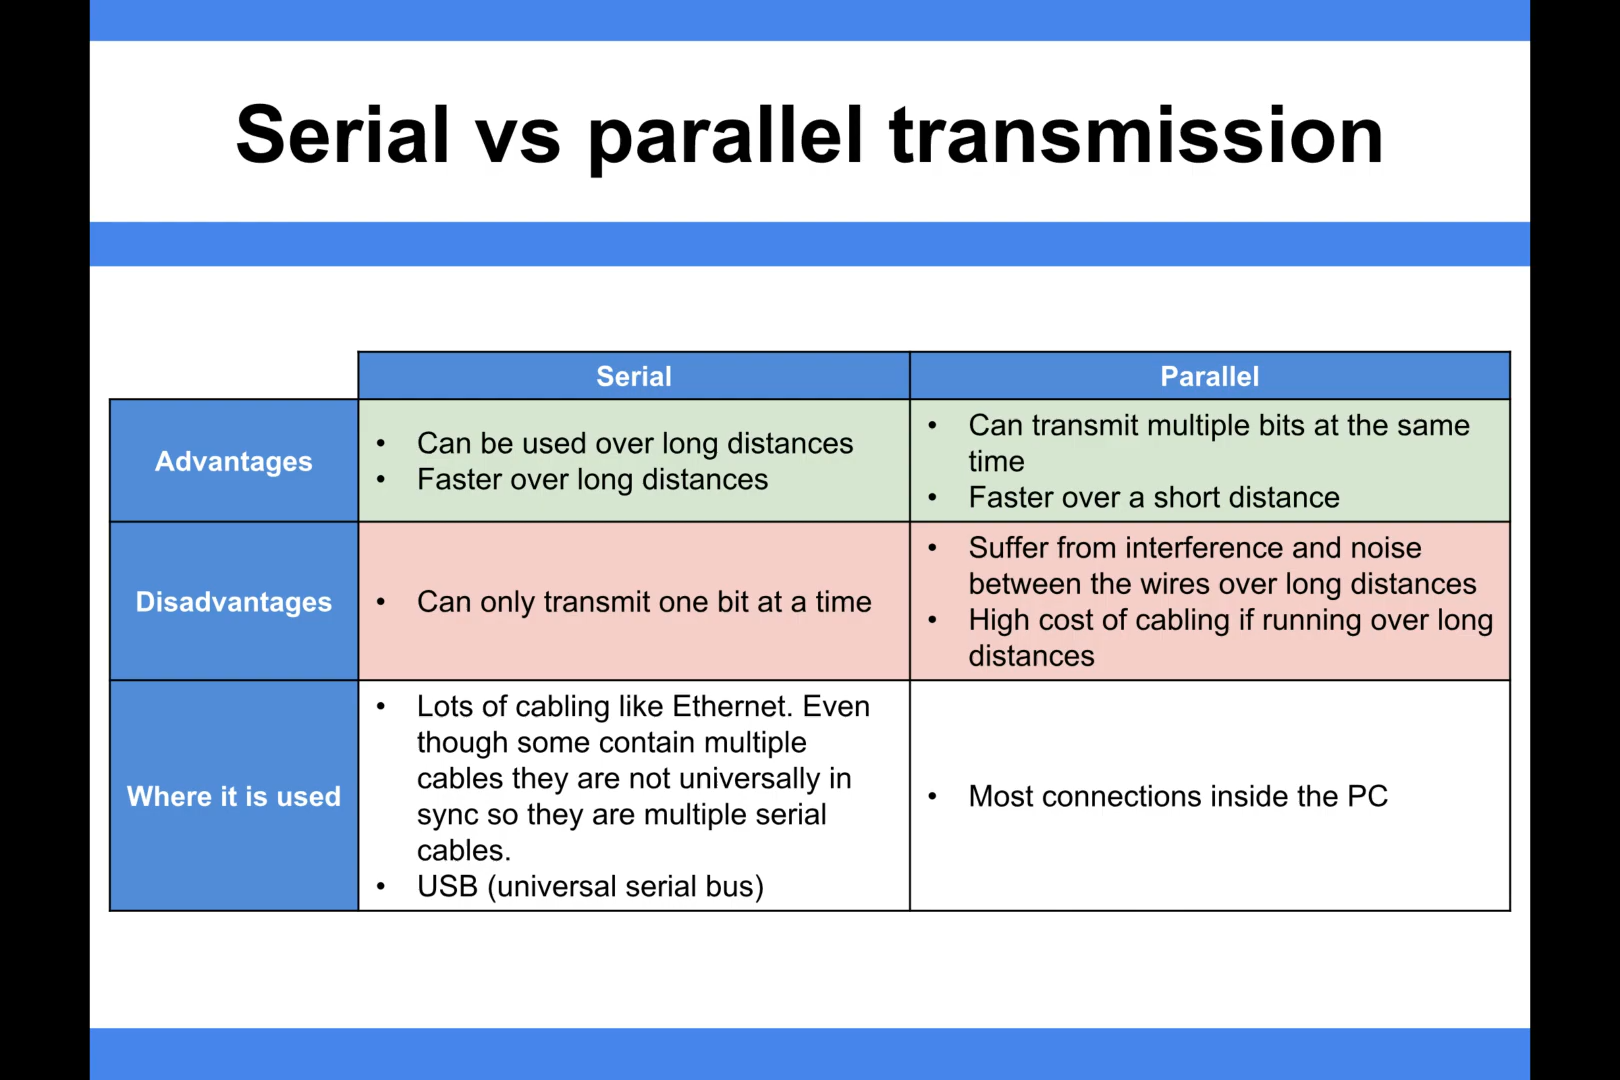 Serial vs parallel transmission
Serial
Parallel
Advantages
• Can be used over long distances
• Faster over long distances
• Can transmit multiple bits at the same
time
• Faster over a short distance
Disadvantages
• Can only transmit one bit at a time
• Suffer from interference and noise
between the wires over long distances
• High cost of cabling if running over long
distances
Where it is used
• Lots of cabling like Ethernet. Even
though some contain multiple
cables they are not universally in
sync so they are multiple serial
cables.
• USB (universal serial bus)
• Most connections inside the PC